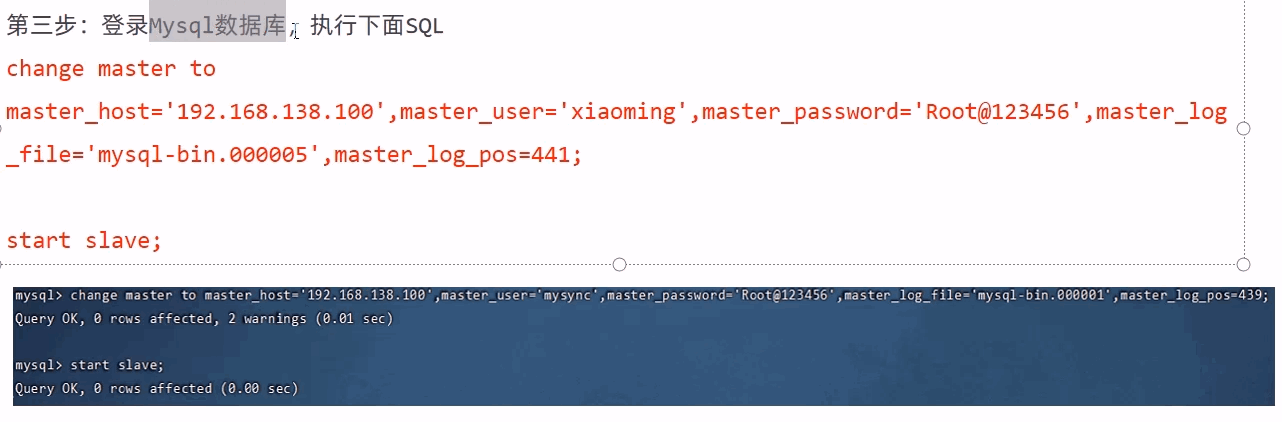 第三步：登录Mysql数据库，执行下面SQL
change master to
master_host='192.168.138.100',master_user='xiaoming',master_password='Root@123456',master_log
_file='mysql-bin.000005',master_log_pos=441;
start slave;
mysql> change master to master_host='192.168.138.100',master_user='mysync',master_password='Root@123456',master_log_file='mysql-bin.000001',master_log_pos=439;
Query OK, 0 rows affected, 2 warnings (0.01 sec)
mysql> start slave;
Query OK, 0 rows affected (0.00 sec)